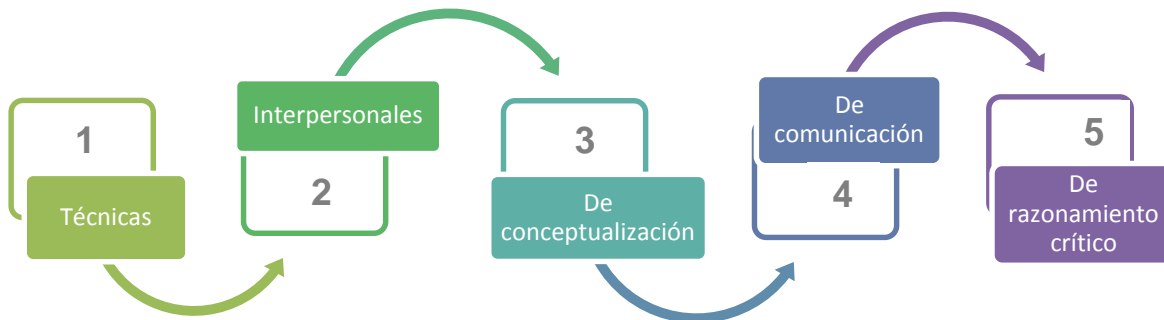 1
Técnicas
Interpersonales
2
3
De
conceptualización
De
comunicación
4
5
De
razonamiento
crítico